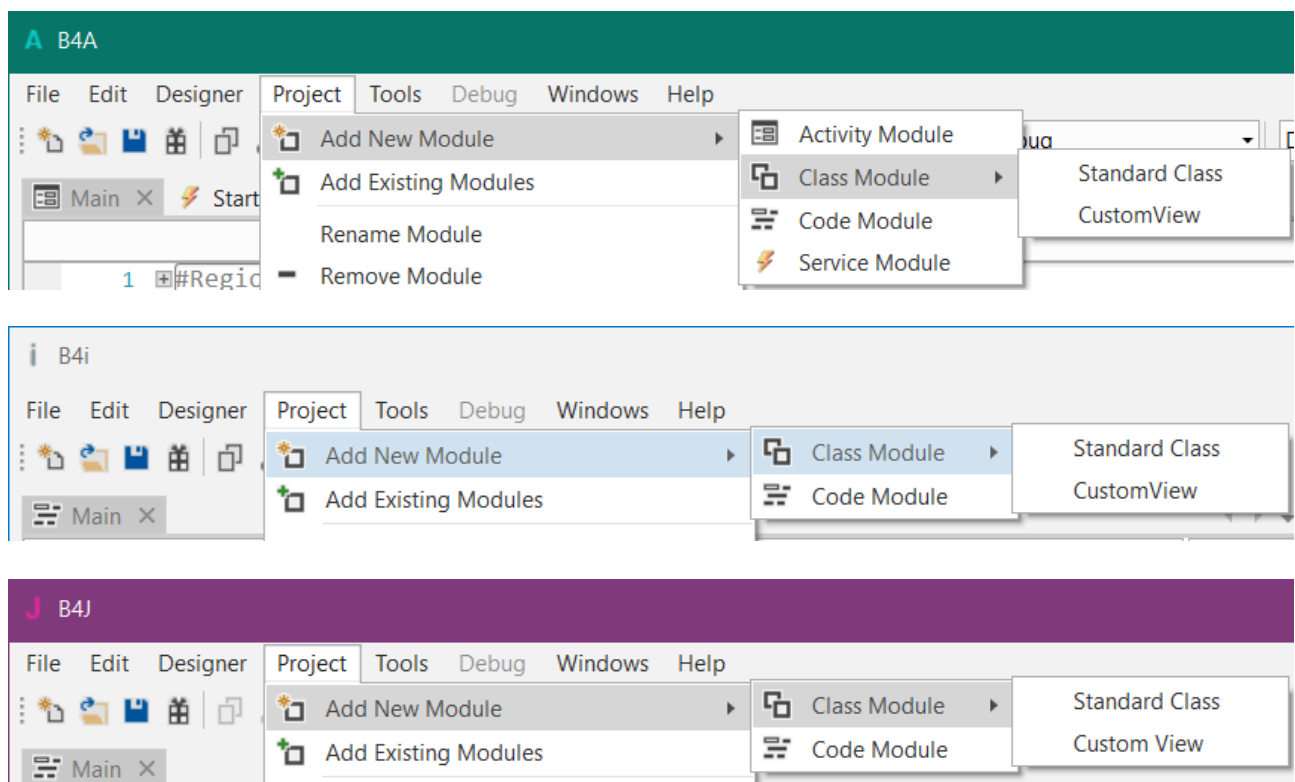 A B4A
File Edit Designer Project Tools Debug Windows Help
Add New Module Activity Module
Add Existing Modules Class Module Standard Class
Main Start Code Module CustomView
Rename Module Service Module
1 #Regio Remove Module
i B4i
File Edit Designer Project Tools Debug Windows Help
Add New Module Class Module Standard Class
Add Existing Modules Code Module CustomView
Main
J B4J
File Edit Designer Project Tools Debug Windows Help
Add New Module Class Module Standard Class
Add Existing Modules Code Module Custom View
Main